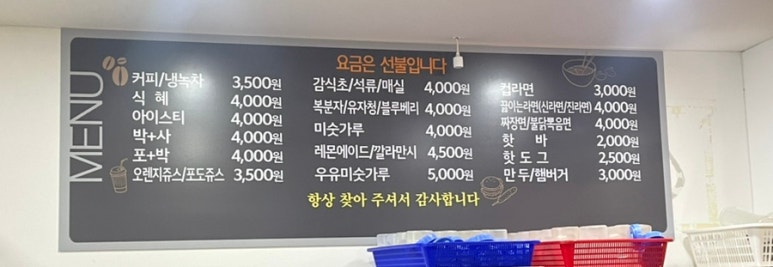 MENU
요금은 선불입니다
커피/냉녹차 3,500원
식 혜 4,000원
아이스티 4,000원
박+사 4,000원
포+박 4,000원
오렌지쥬스/포도쥬스 3,500원
감식초/석류/매실 4,000원
복분자/유자청/블루베리 4,000원
미숫가루 4,000원
레몬에이드/깔라만시 4,500원
우유미숫가루 5,000원
컵라면 3,000원
끓이는라면(신라면/진라면) 4,000원
짜장면/불닭볶음면 4,000원
핫 바 2,000원
핫 도 그 2,500원
만 두/햄버거 3,000원
항상 찾아 주셔서 감사합니다